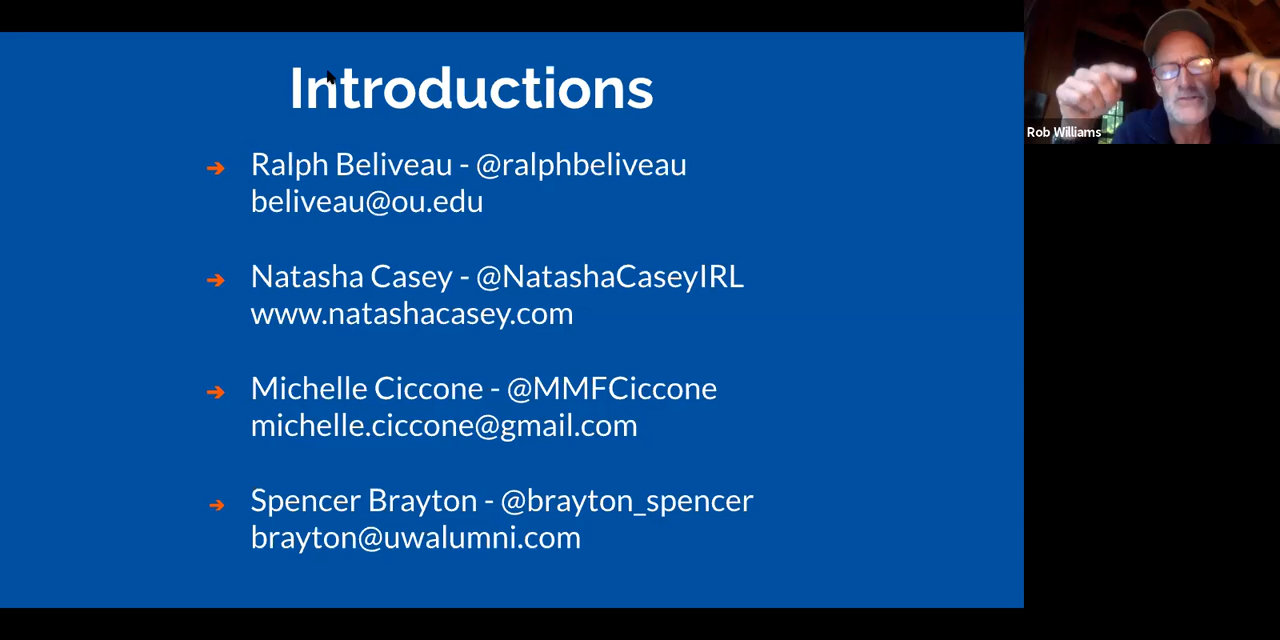 Introductions
➔ Ralph Beliveau - @ralphbeliveau
beliveau@ou.edu
➔ Natasha Casey - @NatashaCaseyIRL
www.natashacasey.com
➔ Michelle Ciccone - @MMFCiccone
michelle.ciccone@gmail.com
➔ Spencer Brayton - @brayton_spencer
brayton@uwalumni.com
Rob Williams